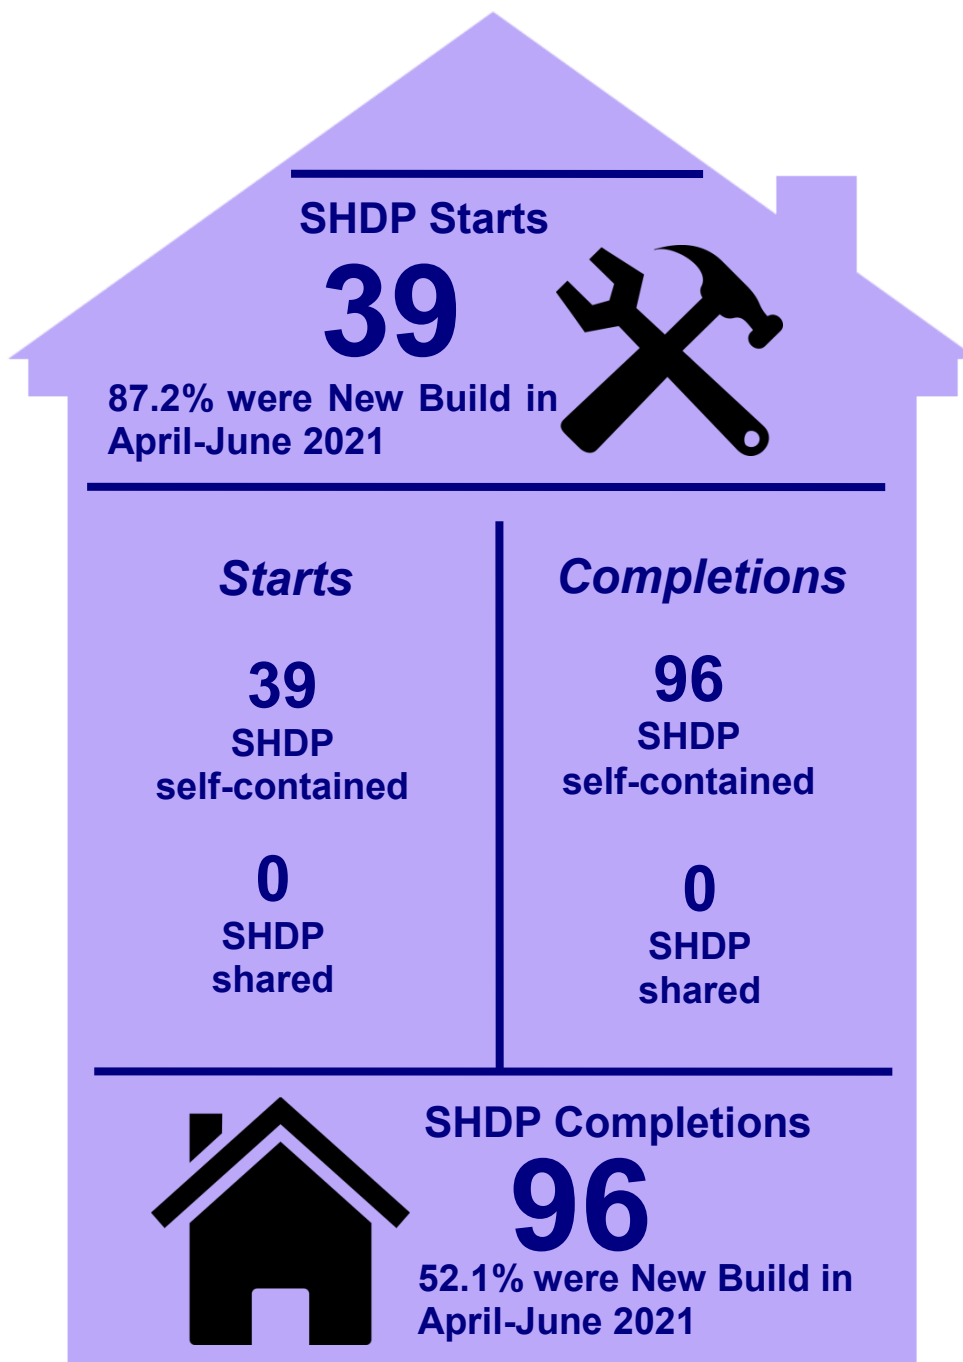 SHDP Starts
39
87.2% were New Build in
April-June 2021
Starts
39
SHDP
self-contained
0
SHDP
shared
Completions
96
SHDP
self-contained
0
SHDP
shared
SHDP Completions
96
52.1% were New Build in
April-June 2021